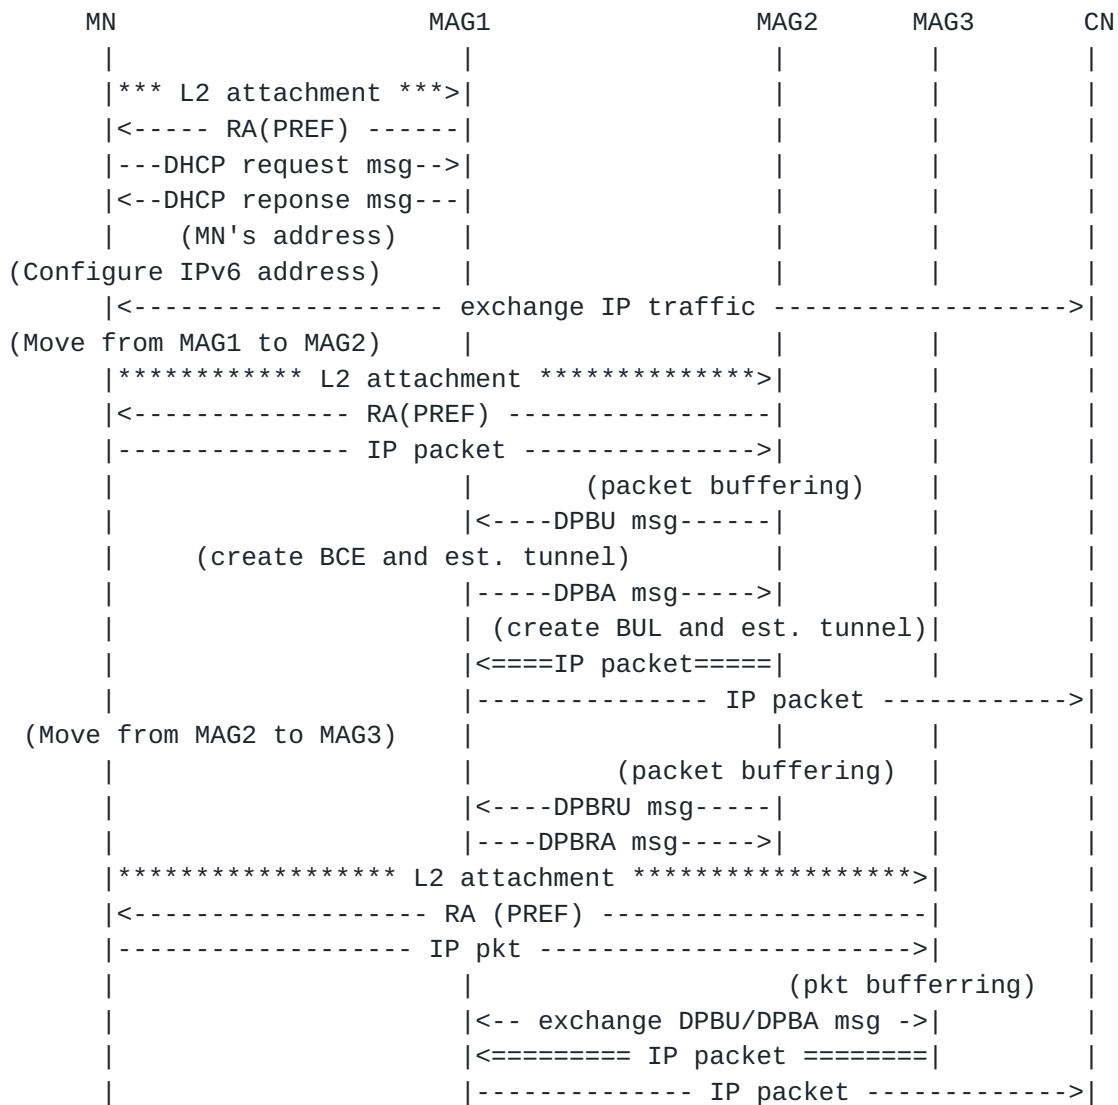 MN                    MAG1                MAG2     MAG3       CN
      |                      |                   |         |         |
      |*** L2 attachment ***>|                   |         |         |
      |<----- RA(PREF) ------|                   |         |         |
      |---DHCP request msg-->|                   |         |         |
      |<--DHCP reponse msg---|                   |         |         |
      |    (MN's address)    |                   |         |         |
(Configure IPv6 address)     |                   |         |         |
      |<-------------------- exchange IP traffic ------------------->|
(Move from MAG1 to MAG2)     |                   |         |         |
      |************ L2 attachment **************>|         |         |
      |<-------------- RA(PREF) -----------------|         |         |
      |--------------- IP packet --------------->|         |         |
      |                      |       (packet buffering)    |         |
      |                      |<----DPBU msg------|         |         |
      |     (create BCE and est. tunnel)         |         |         |
      |                      |-----DPBA msg----->|         |         |
      |                      | (create BUL and est. tunnel)|         |
      |                      |<====IP packet=====|         |         |
      |                      |--------------- IP packet ------------>|
 (Move from MAG2 to MAG3)    |                   |         |         |
      |                      |         (packet buffering)  |         |
      |                      |<----DPBRU msg-----|         |         |
      |                      |----DPBRA msg----->|         |         |
      |****************** L2 attachment ******************>|         |
      |<------------------- RA (PREF) ---------------------|         |
      |------------------- IP pkt ------------------------>|         |
      |                      |                    (pkt bufferring)   |
      |                      |<-- exchange DPBU/DPBA msg ->|         |
      |                      |<========= IP packet ========|         |
      |                      |-------------- IP packet ------------->|